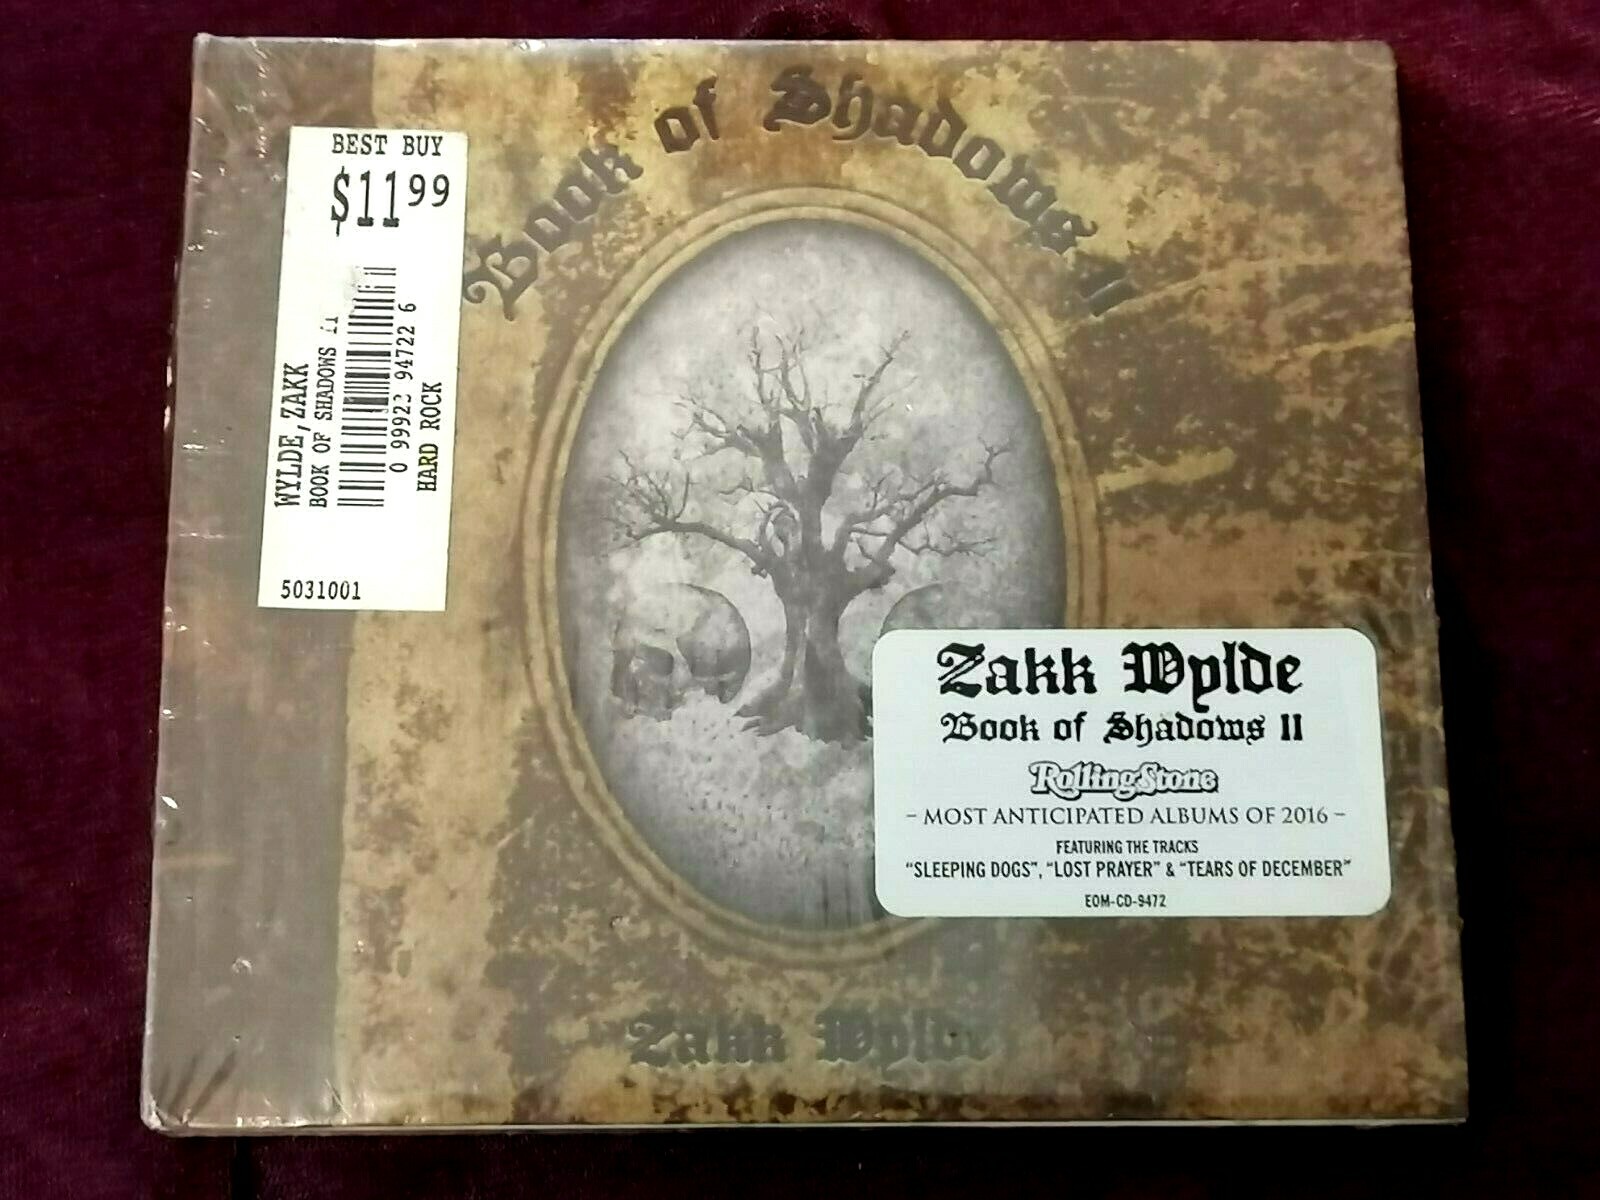 Book of Shadows II
BEST BUY
$11 99
WYLDE, ZAKK
BOOK OF SHADOWS
0 99923 94722 6
HARD ROCK
5031001
Zakk Wylde
Book of Shadows II
RollingStone
- MOST ANTICIPATED ALBUMS OF 2016 -
FEATURING THE TRACKS
"SLEEPING DOGS", "LOST PRAYER" & "TEARS OF DECEMBER"
EOM-CD-9472
Zakk Wylde